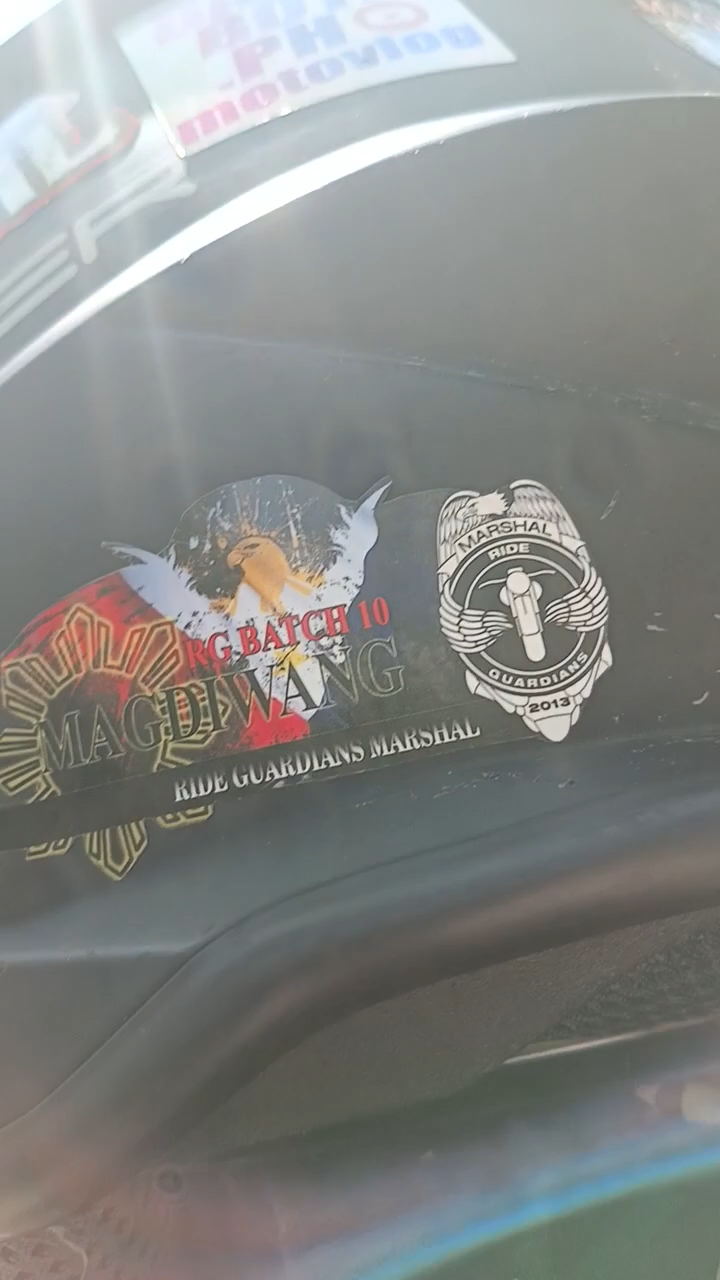 .PH
motovlog
MARSHAL
RIDE
GUARDIANS
2013
RG BATCH 10
MAGDIWANG
RIDE GUARDIANS MARSHAL